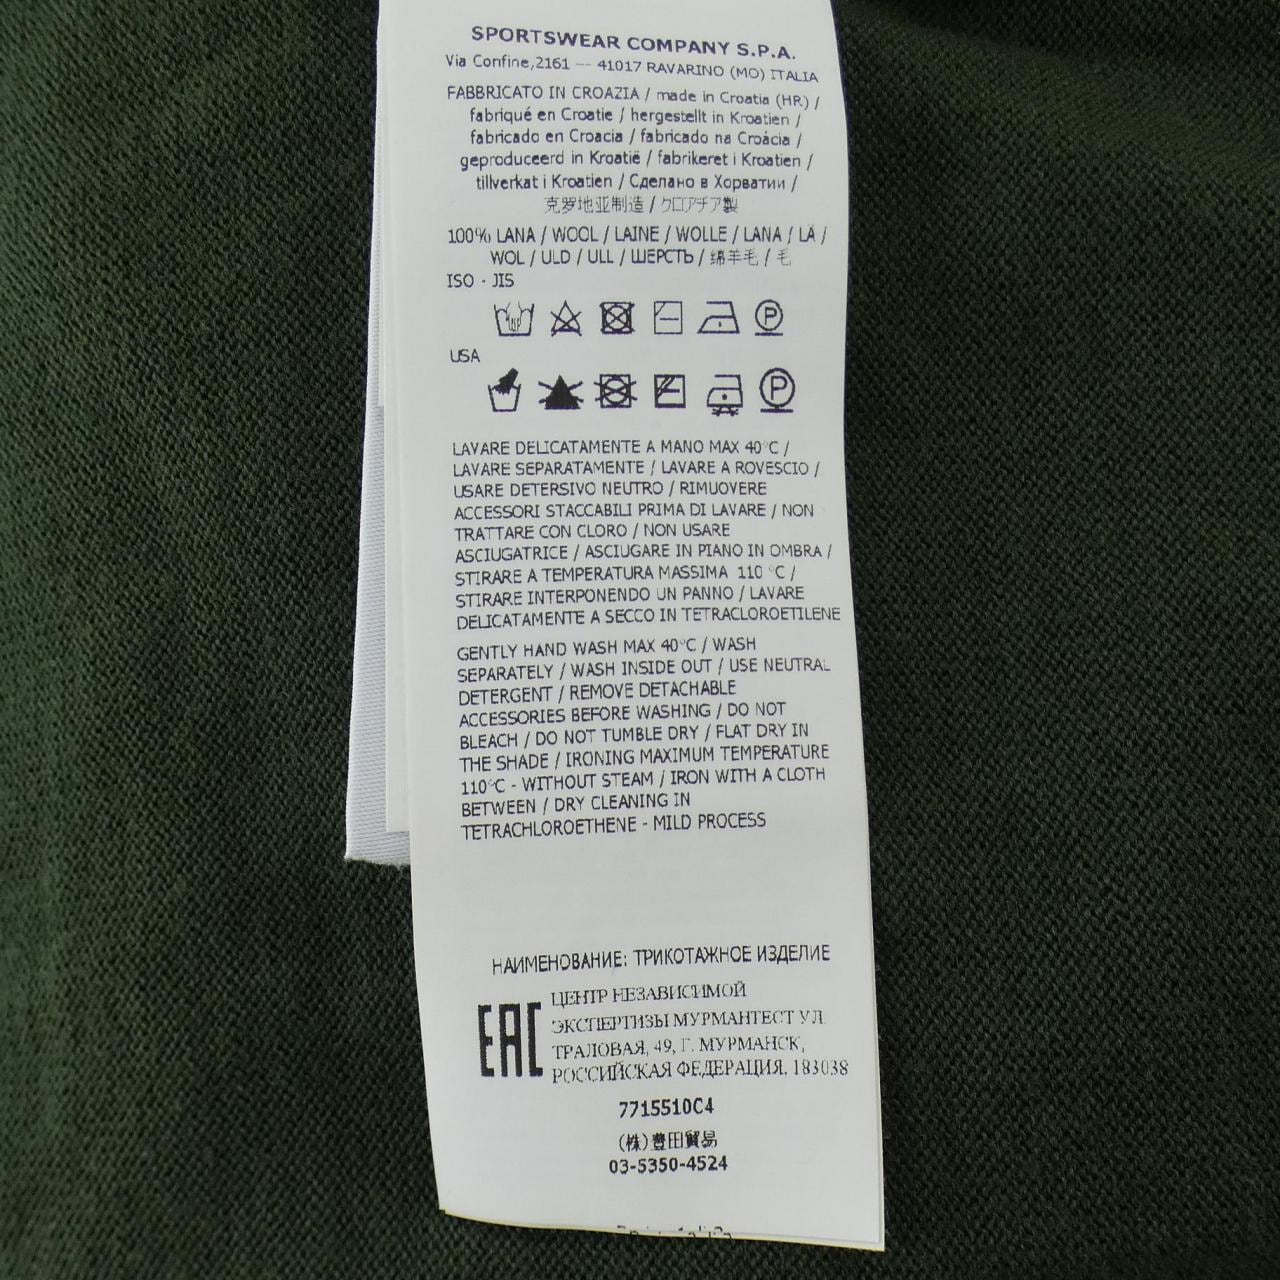 SPORTSWEAR COMPANY S.P.A.
Via Confine,2161 -- 41017 RAVARINO (MO) ITALIA
FABBRICATO IN CROAZIA / made in Croatia (HR) /
fabriqué en Croatie / hergestellt in Kroatien /
fabricado en Croacia / fabricado na Croácia /
geproduceerd in Kroatië / fabrikeret i Kroatien /
tillverkat i Kroatien / Сделано в Хорватии /
克罗地亚制造 / クロアチア製
100% LANA / WOOL / LAINE / WOLLE / LANA / LÃ /
WOL / ULD / ULL / ШЕРСТЬ / 绵羊毛 / 毛
ISO - JIS
P
USA
P
LAVARE DELICATAMENTE A MANO MAX 40°C /
LAVARE SEPARATAMENTE / LAVARE A ROVESCIO /
USARE DETERSIVO NEUTRO / RIMUOVERE
ACCESSORI STACCABILI PRIMA DI LAVARE / NON
TRATTARE CON CLORO / NON USARE
ASCIUGATRICE / ASCIUGARE IN PIANO IN OMBRA /
STIRARE A TEMPERATURA MASSIMA 110 °C /
STIRARE INTERPONENDO UN PANNO / LAVARE
DELICATAMENTE A SECCO IN TETRACLOROETILENE
GENTLY HAND WASH MAX 40°C / WASH
SEPARATELY / WASH INSIDE OUT / USE NEUTRAL
DETERGENT / REMOVE DETACHABLE
ACCESSORIES BEFORE WASHING / DO NOT
BLEACH / DO NOT TUMBLE DRY / FLAT DRY IN
THE SHADE / IRONING MAXIMUM TEMPERATURE
110°C - WITHOUT STEAM / IRON WITH A CLOTH
BETWEEN / DRY CLEANING IN
TETRACHLOROETHENE - MILD PROCESS
НАИМЕНОВАНИЕ: ТРИКОТАЖНОЕ ИЗДЕЛИЕ
EAC
ЦЕНТР НЕЗАВИСИМОЙ
ЭКСПЕРТИЗЫ МУРМАНТЕСТ УЛ.
ТРАЛОВАЯ, 49, Г. МУРМАНСК,
РОССИЙСКАЯ ФЕДЕРАЦИЯ, 183038
7715510C4
(株)豊田貿易
03-5350-4524